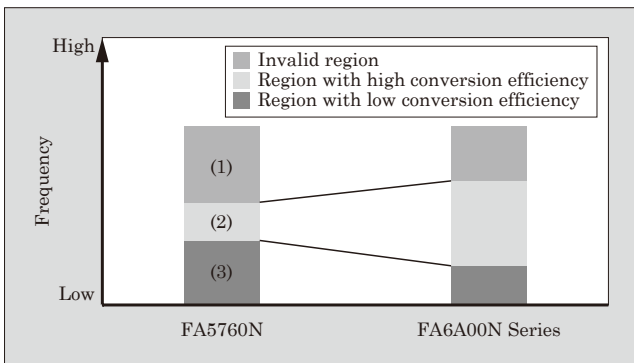 High
Invalid region
Region with high conversion efficiency
Region with low conversion efficiency
Frequency
(1)
(2)
(3)
Low
FA5760N
FA6A00N Series